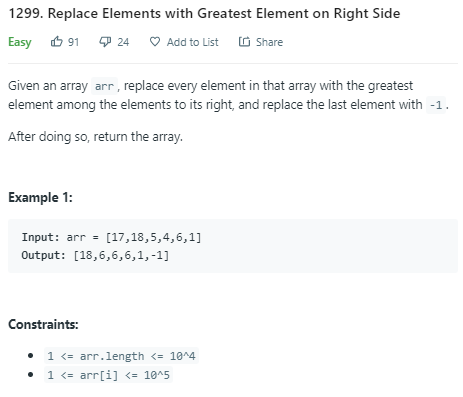 1299. Replace Elements with Greatest Element on Right Side
Easy 91 24 Add to List Share
Given an array arr, replace every element in that array with the greatest
element among the elements to its right, and replace the last element with -1.
After doing so, return the array.
Example 1:
Input: arr = [17,18,5,4,6,1]
Output: [18,6,6,6,1,-1]
Constraints:
• 1 <= arr.length <= 10^4
• 1 <= arr[i] <= 10^5